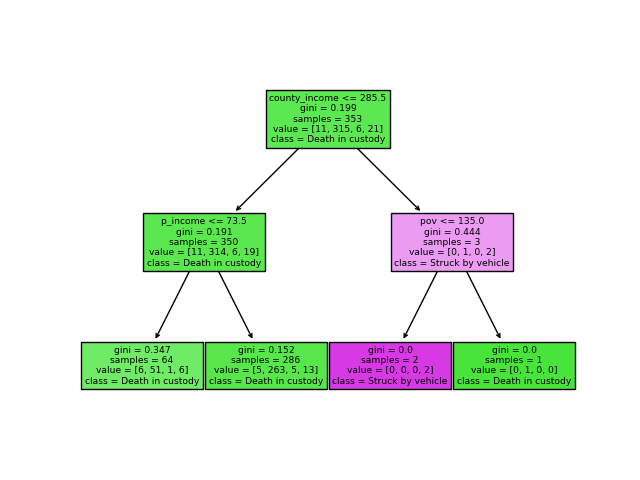 county_income <= 285.5
gini = 0.199
samples = 353
value = [11, 315, 6, 21]
class = Death in custody
p_income <= 73.5
gini = 0.191
samples = 350
value = [11, 314, 6, 19]
class = Death in custody
pov <= 135.0
gini = 0.444
samples = 3
value = [0, 1, 0, 2]
class = Struck by vehicle
gini = 0.347
samples = 64
value = [6, 51, 1, 6]
class = Death in custody
gini = 0.152
samples = 286
value = [5, 263, 5, 13]
class = Death in custody
gini = 0.0
samples = 2
value = [0, 0, 0, 2]
class = Struck by vehicle
gini = 0.0
samples = 1
value = [0, 1, 0, 0]
class = Death in custody